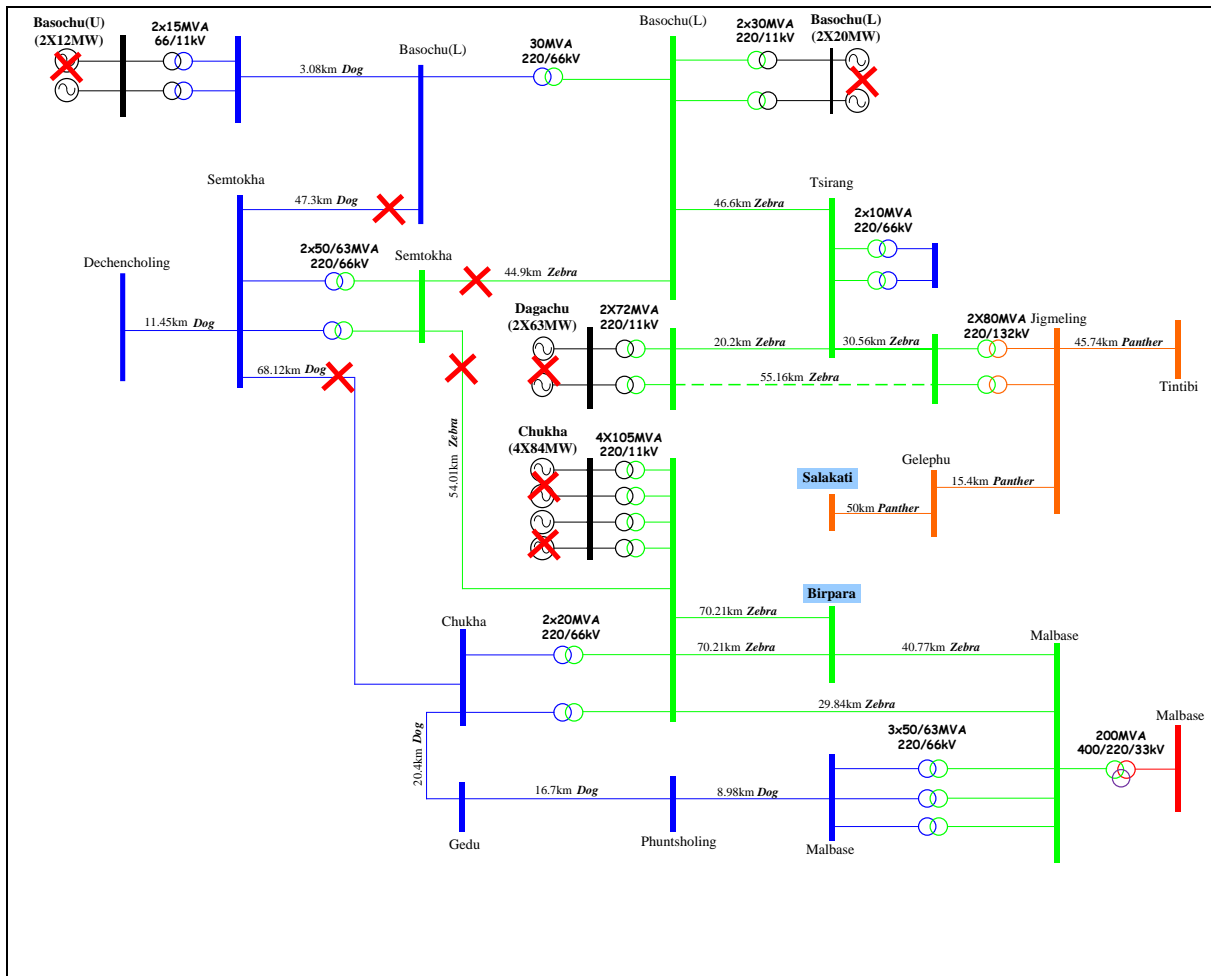 Basochu(U)
(2X12MW)
2x15MVA
66/11kV
3.08km Dog
Basochu(L)
30MVA
220/66kV
Basochu(L)
2x30MVA
220/11kV
Basochu(L)
(2X20MW)
Semtokha
47.3km Dog
46.6km Zebra
Tsirang
2x10MVA
220/66kV
Dechencholing
2x50/63MVA
220/66kV
Semtokha
44.9km Zebra
11.45km Dog
68.12km Dog
Dagachu
(2X63MW)
2X72MVA
220/11kV
20.2km Zebra
30.56km Zebra
2X80MVA
220/132kV
Jigmeling
45.74km Panther
Tintibi
55.16km Zebra
54.01km Zebra
Chukha
(4X84MW)
4X105MVA
220/11kV
Salakati
Gelephu
15.4km Panther
50km Panther
Birpara
70.21km Zebra
Chukha
2x20MVA
220/66kV
70.21km Zebra
40.77km Zebra
Malbase
29.84km Zebra
20.4km Dog
3x50/63MVA
220/66kV
200MVA
400/220/33kV
Malbase
16.7km Dog
8.98km Dog
Gedu
Phuntsholing
Malbase